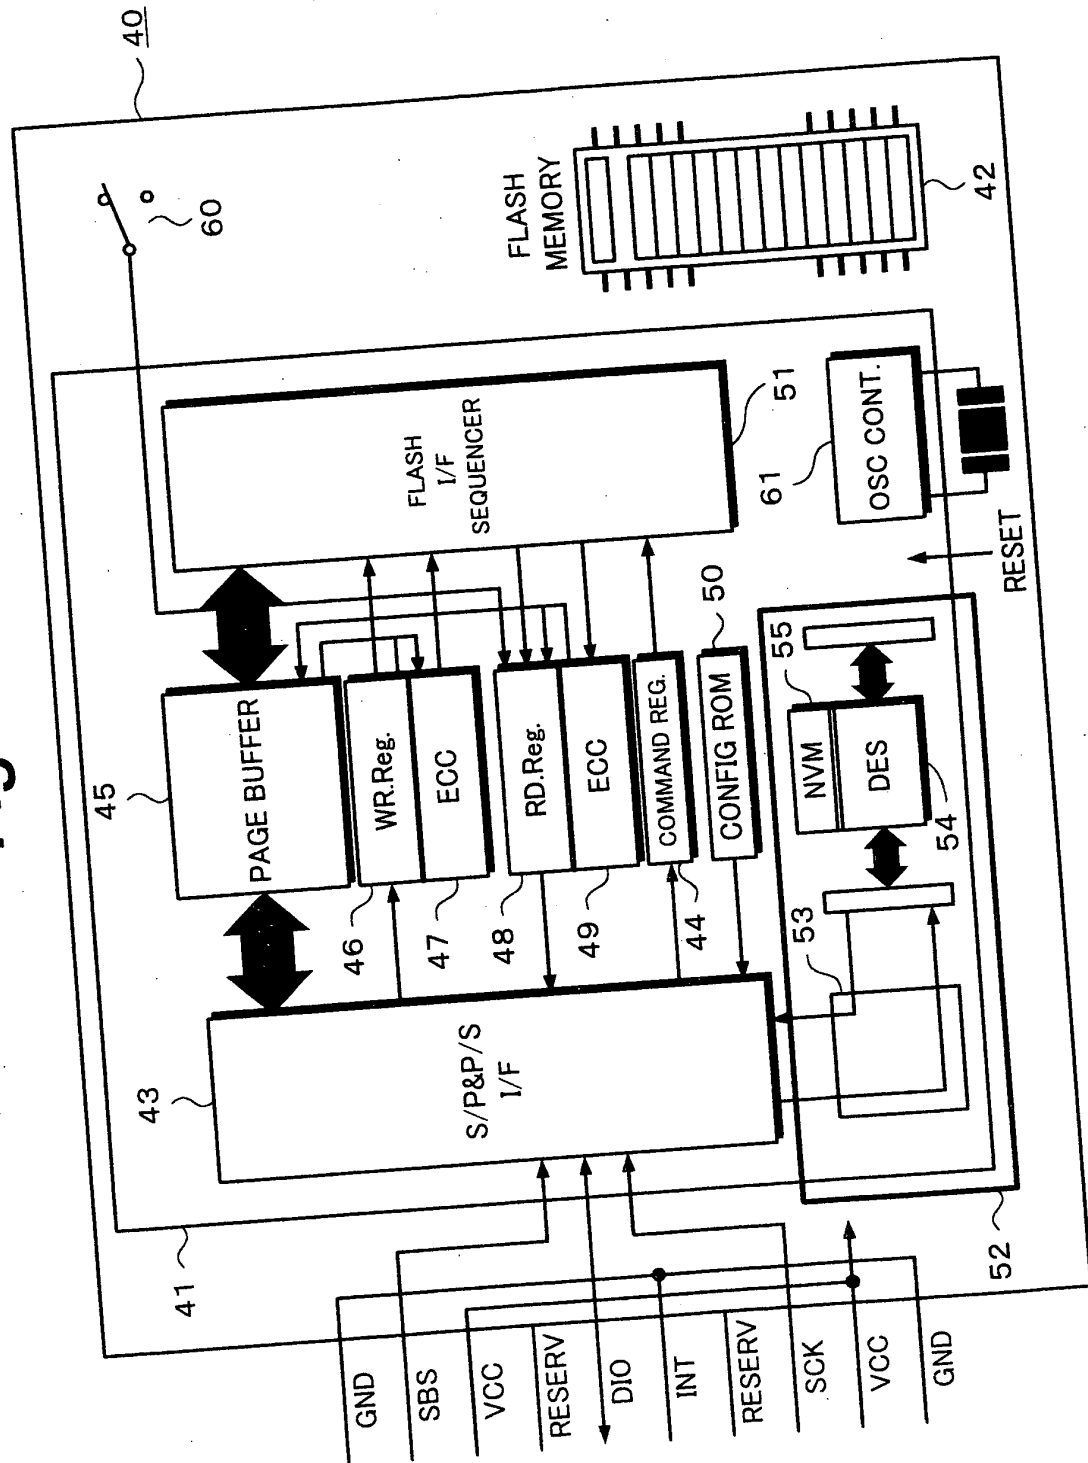 40
60
FLASH
MEMORY
42
45
PAGE BUFFER
46
WR.Reg.
47
ECC
48
RD.Reg.
49
ECC
44
COMMAND REG.
50
CONFIG ROM
FLASH
I/F
SEQUENCER
51
61
OSC CONT.
RESET
43
S/P&P/S
I/F
53
55
NVM
DES
54
52
41
GND
SBS
VCC
RESERV
DIO
INT
RESERV
SCK
VCC
GND